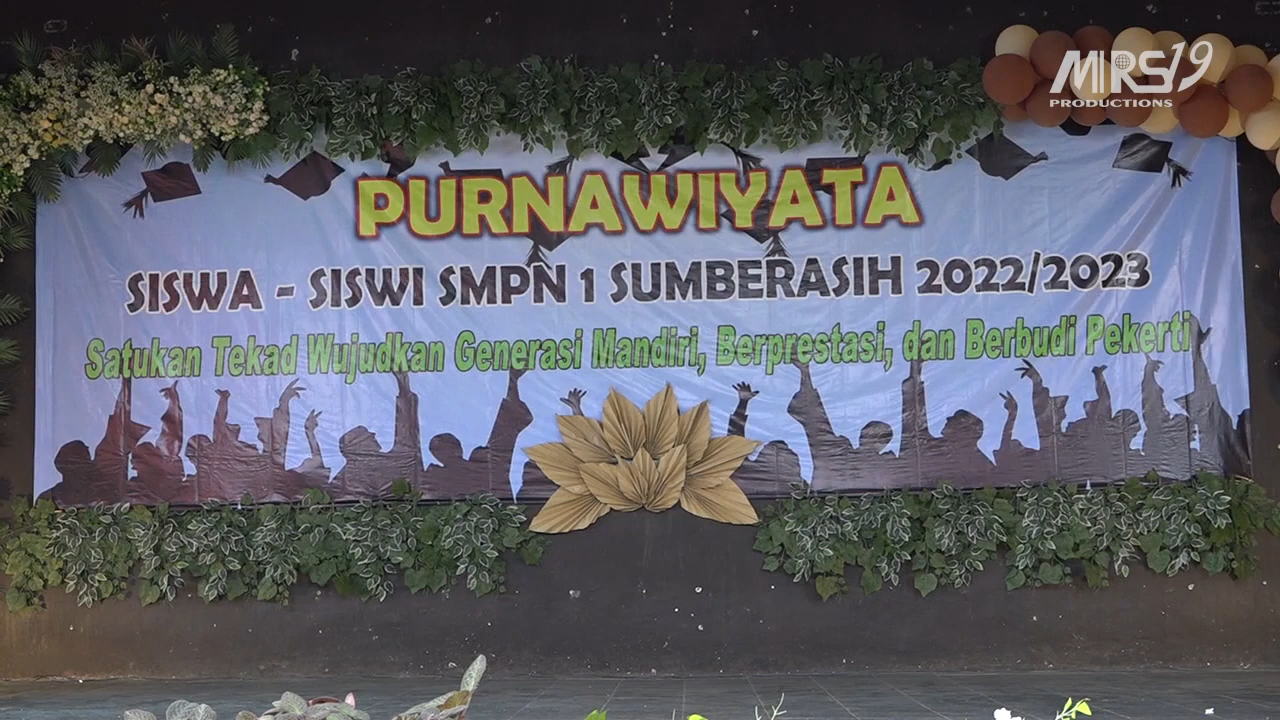 MRS19
PRODUCTIONS
PURNAWIYATA
SISWA - SISWI SMPN 1 SUMBERASIH 2022/2023
Satukan Tekad Wujudkan Generasi Mandiri, Berprestasi, dan Berbudi Pekerti